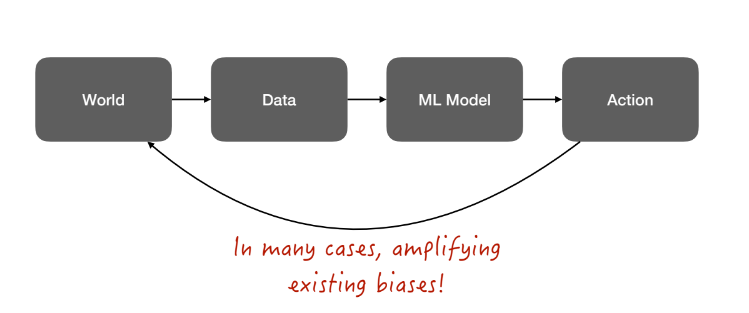 World
Data
ML Model
Action
In many cases, amplifying
existing biases!